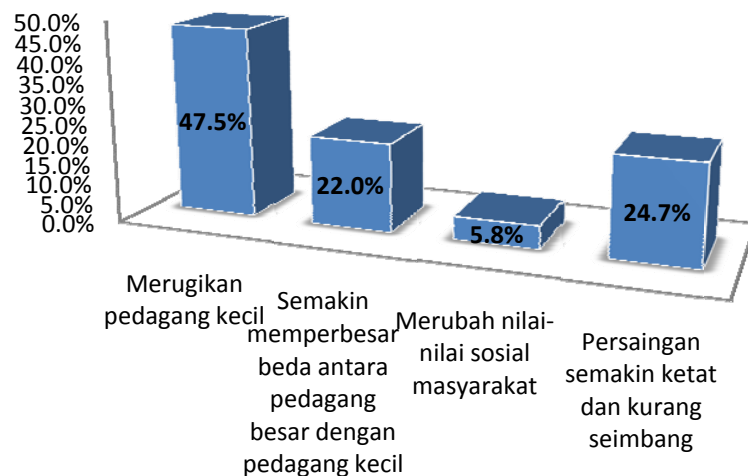 50.0%
45.0%
40.0%
35.0%
30.0%
25.0%
20.0%
15.0%
10.0%
5.0%
0.0%
47.5%
22.0%
5.8%
24.7%
Merugikan
pedagang kecil
Semakin
memperbesar
beda antara
pedagang
besar dengan
pedagang kecil
Merubah nilai-
nilai sosial
masyarakat
Persaingan
semakin ketat
dan kurang
seimbang